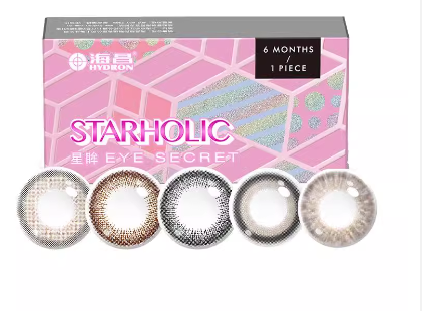 海昌
HYDRON
6 MONTHS
/
1 PIECE
STARHOLIC
星眸 EYE SECRET